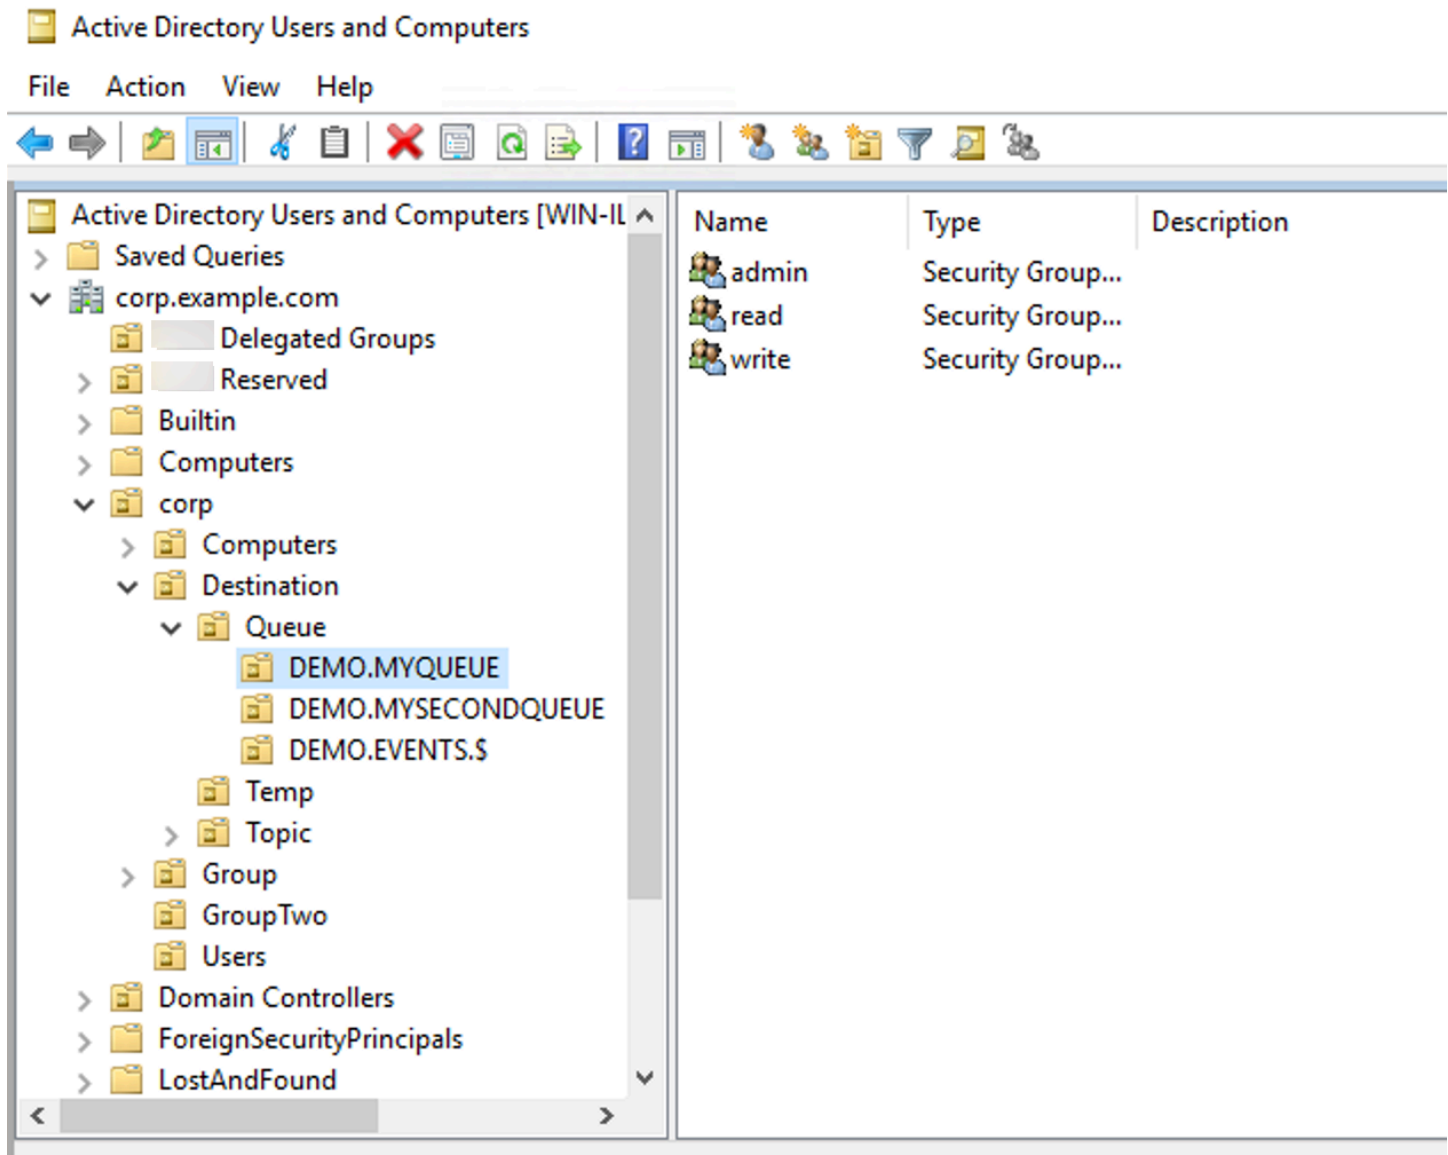 Active Directory Users and Computers
File Action View Help
Active Directory Users and Computers [WIN-IL
Saved Queries
corp.example.com
Delegated Groups
Reserved
Builtin
Computers
corp
Computers
Destination
Queue
DEMO.MYQUEUE
DEMO.MYSECONDQUEUE
DEMO.EVENTS.$
Temp
Topic
Group
GroupTwo
Users
Domain Controllers
ForeignSecurityPrincipals
LostAndFound
Name Type Description
admin Security Group...
read Security Group...
write Security Group...